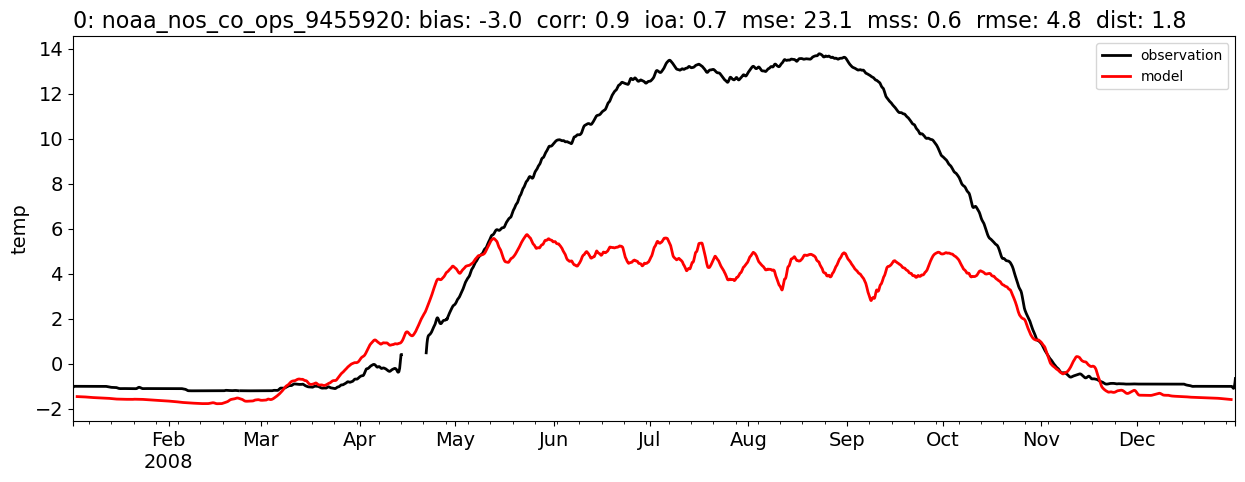 0: noaa_nos_co_ops_9455920: bias: -3.0  corr: 0.9  ioa: 0.7  mse: 23.1  mss: 0.6  rmse: 4.8  dist: 1.8
14
12
10
8
6
4
2
0
−2
temp
observation
model
Feb Mar Apr May Jun Jul Aug Sep Oct Nov Dec
2008